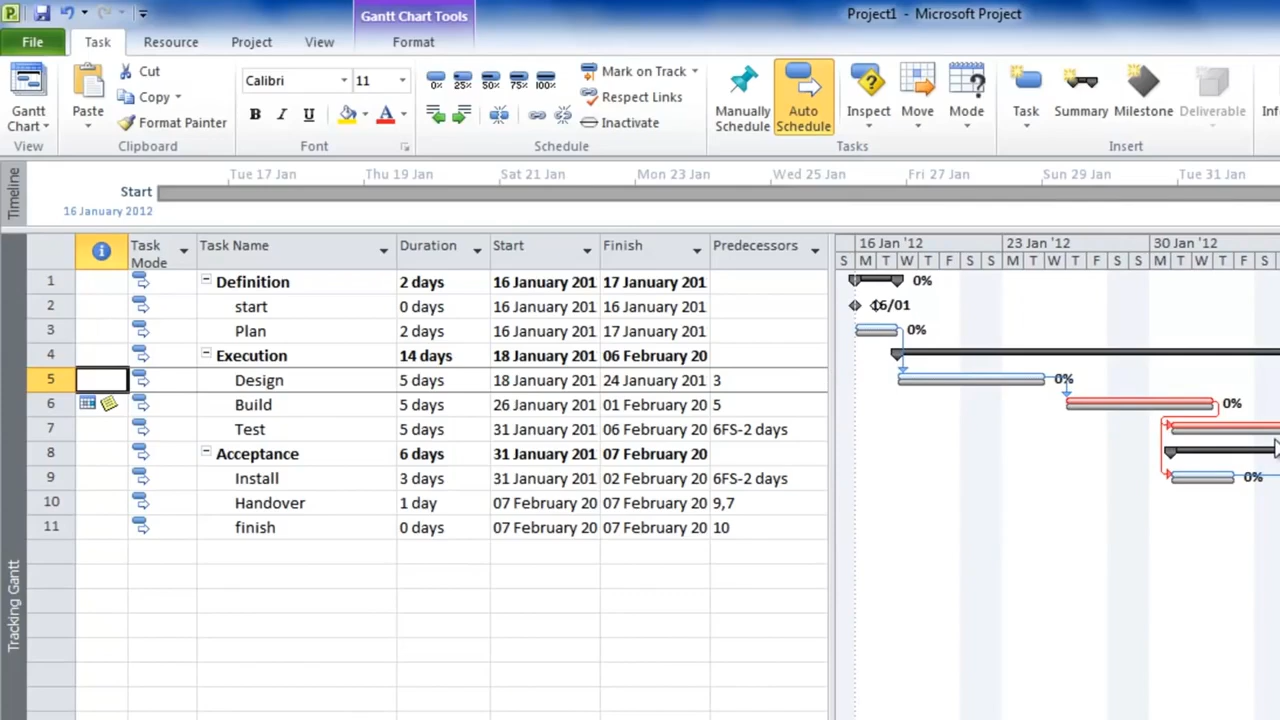 Gantt Chart Tools
Project1 - Microsoft Project
File Task Resource Project View Format
Gantt Chart
View
Paste
Cut
Copy
Format Painter
Clipboard
Calibri 11
B I U A
Font
0% 25% 50% 75% 100%
Mark on Track
Respect Links
Inactivate
Schedule
Manually Schedule
Auto Schedule
Inspect
Move
Mode
Tasks
Task
Summary
Milestone
Deliverable
Insert
Timeline
Tue 17 Jan Thu 19 Jan Sat 21 Jan Mon 23 Jan Wed 25 Jan Fri 27 Jan Sun 29 Jan Tue 31 Jan
Start
16 January 2012
Task Mode Task Name Duration Start Finish Predecessors
16 Jan '12 23 Jan '12 30 Jan '12
S M T W T F S S M T W T F S S M T W T F S
1 Definition 2 days 16 January 201 17 January 201 0%
2 start 0 days 16 January 201 16 January 201 16/01
3 Plan 2 days 16 January 201 17 January 201 0%
4 Execution 14 days 18 January 201 06 February 20
5 Design 5 days 18 January 201 24 January 201 3 0%
6 Build 5 days 26 January 201 01 February 20 5 0%
7 Test 5 days 31 January 201 06 February 20 6FS-2 days
8 Acceptance 6 days 31 January 201 07 February 20
9 Install 3 days 31 January 201 02 February 20 6FS-2 days 0%
10 Handover 1 day 07 February 20 07 February 20 9,7
11 finish 0 days 07 February 20 07 February 20 10
Tracking Gantt